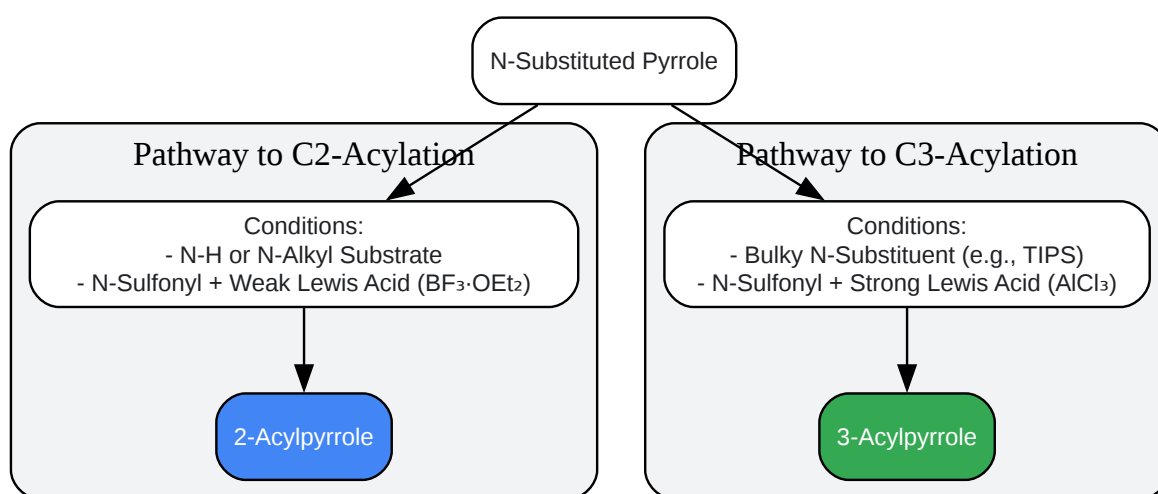 N-Substituted Pyrrole
Pathway to C2-Acylation
Conditions:
- N-H or N-Alkyl Substrate
- N-Sulfonyl + Weak Lewis Acid (BF₃·OEt₂)
2-Acylpyrrole
Pathway to C3-Acylation
Conditions:
- Bulky N-Substituent (e.g., TIPS)
- N-Sulfonyl + Strong Lewis Acid (AlCl₃)
3-Acylpyrrole